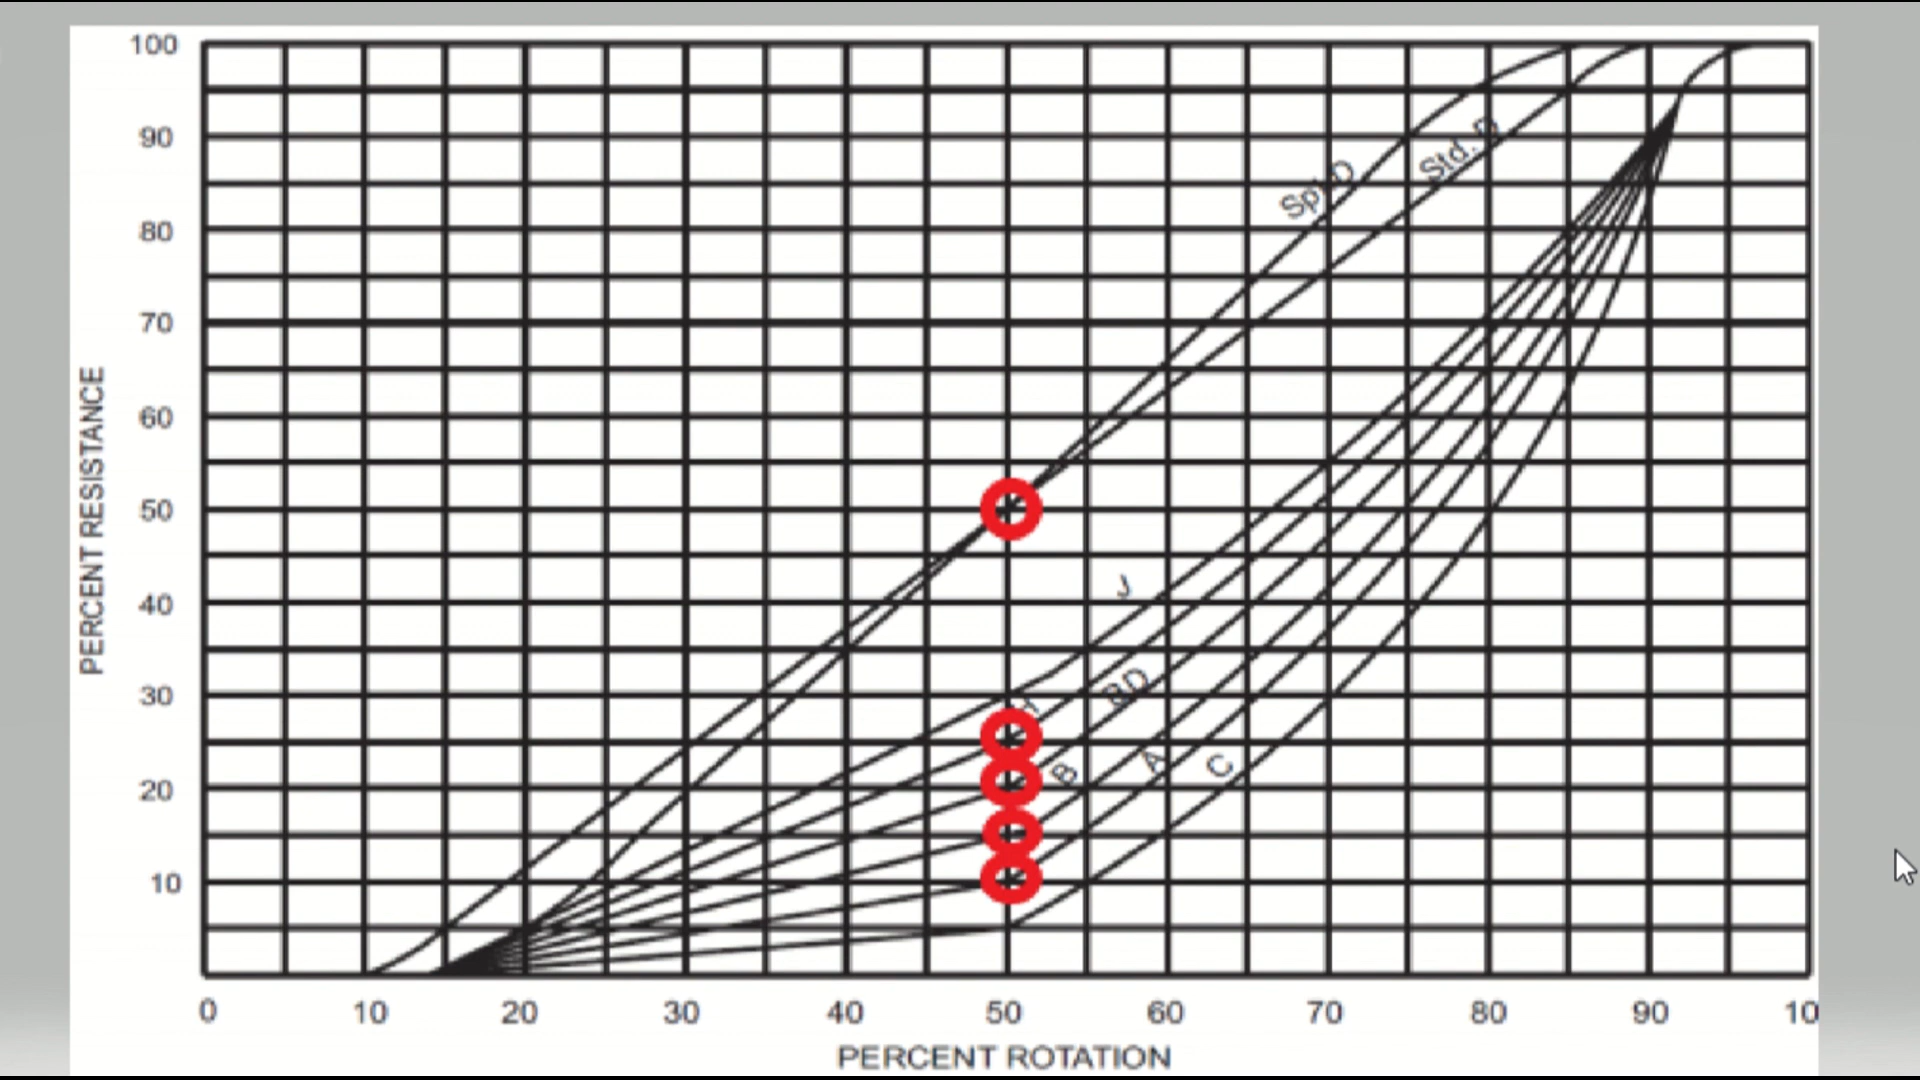 100
90
80
70
60
50
40
30
20
10
PERCENT RESISTANCE
Spl. D
Std. D
J
H
BD
B
A
C
0 10 20 30 40 50 60 70 80 90 10
PERCENT ROTATION